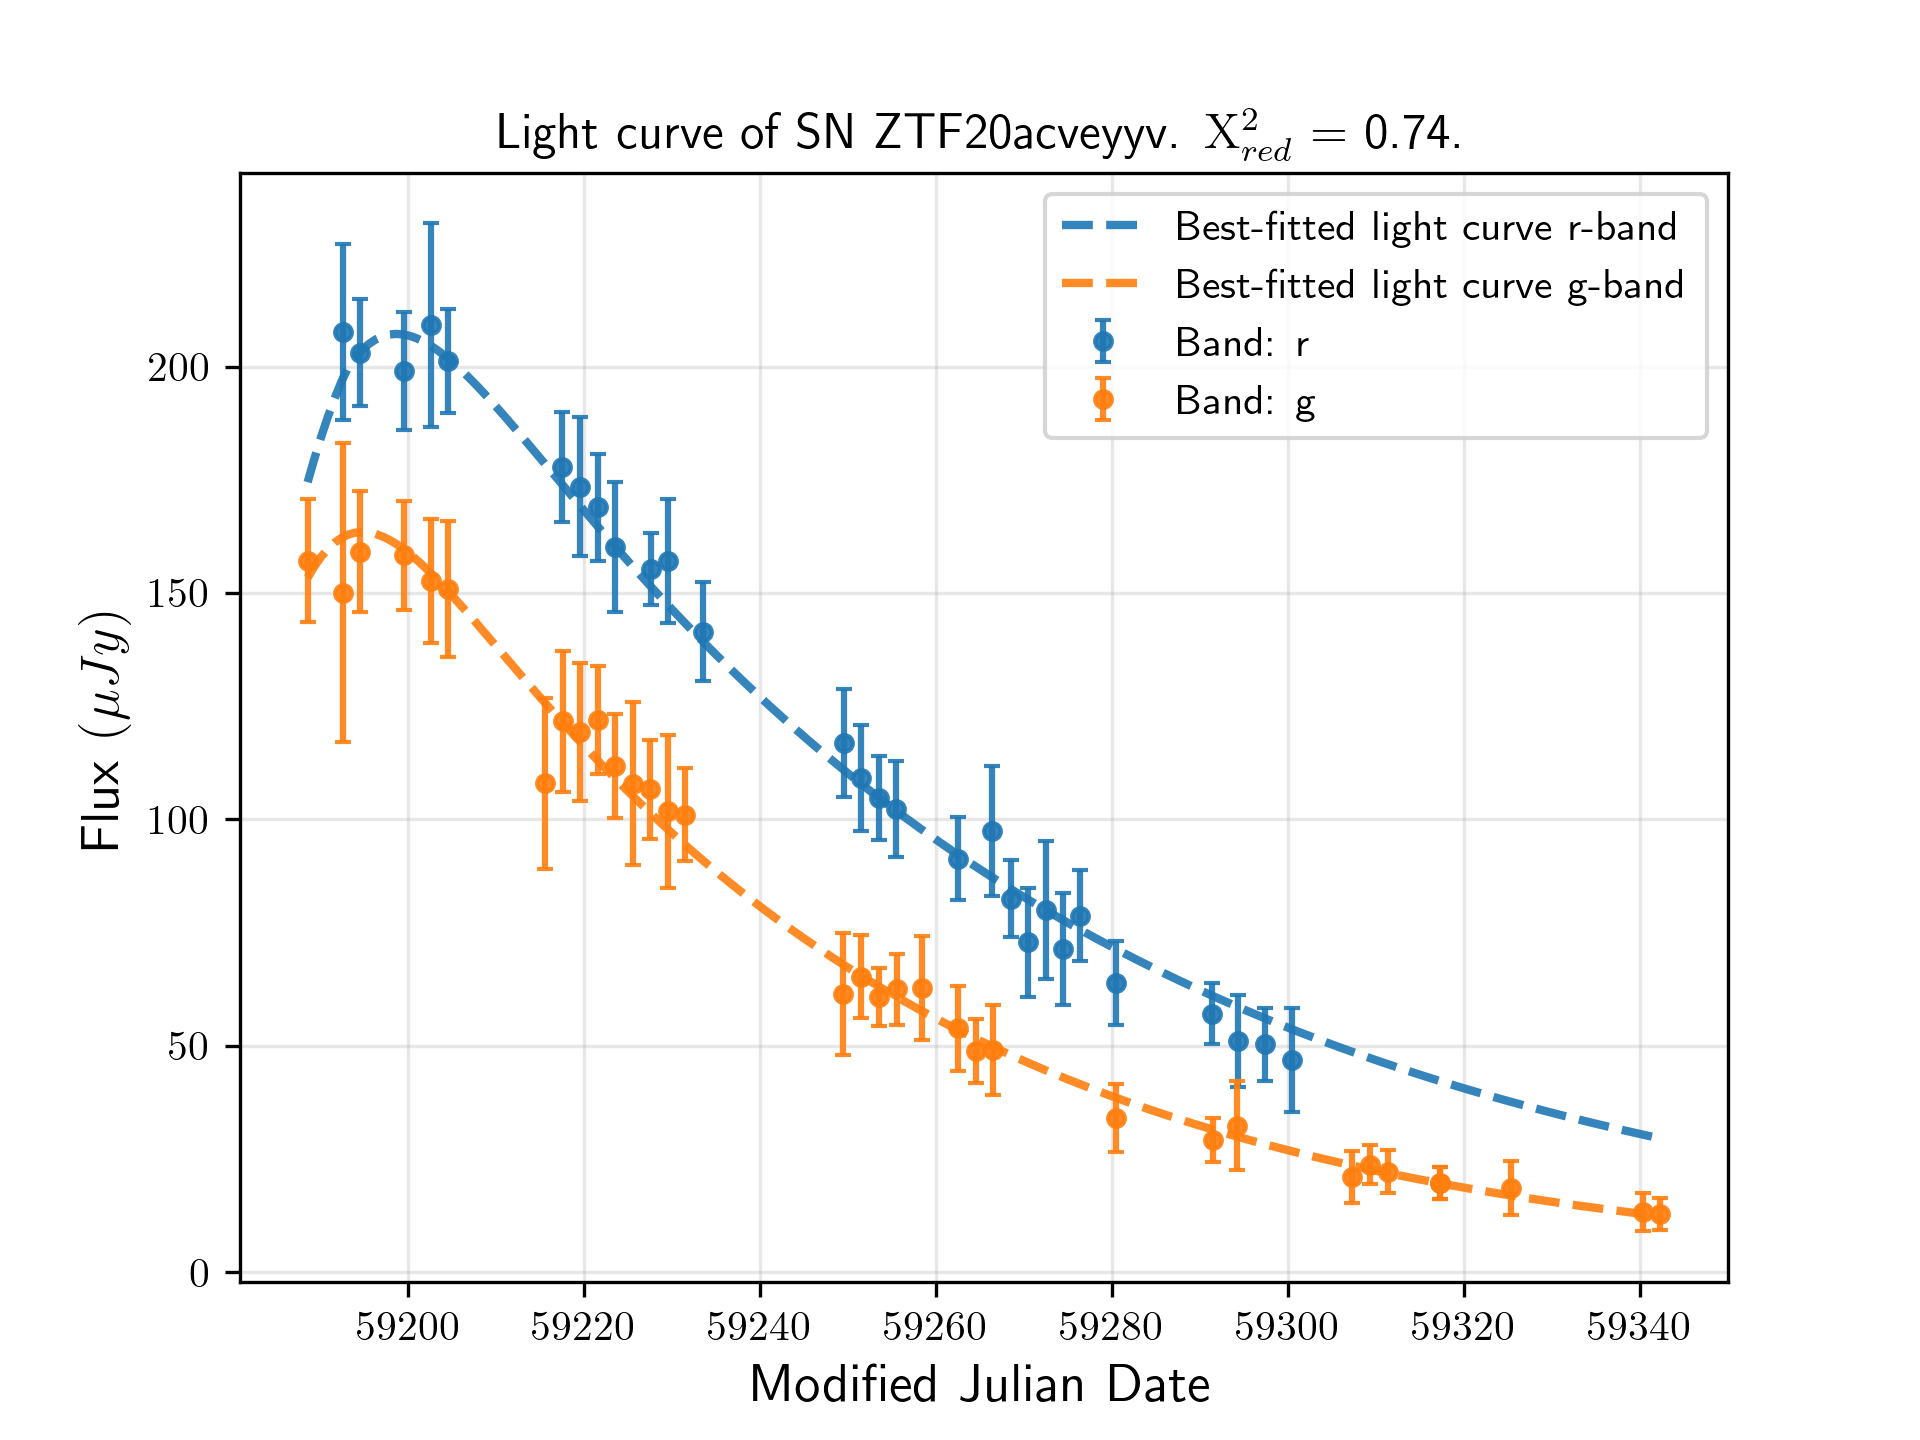 Light curve of SN ZTF20acveyyv. X²red = 0.74.
Best-fitted light curve r-band
Best-fitted light curve g-band
Band: r
Band: g
Flux (μJy)
200
150
100
50
0
59200 59220 59240 59260 59280 59300 59320 59340
Modified Julian Date